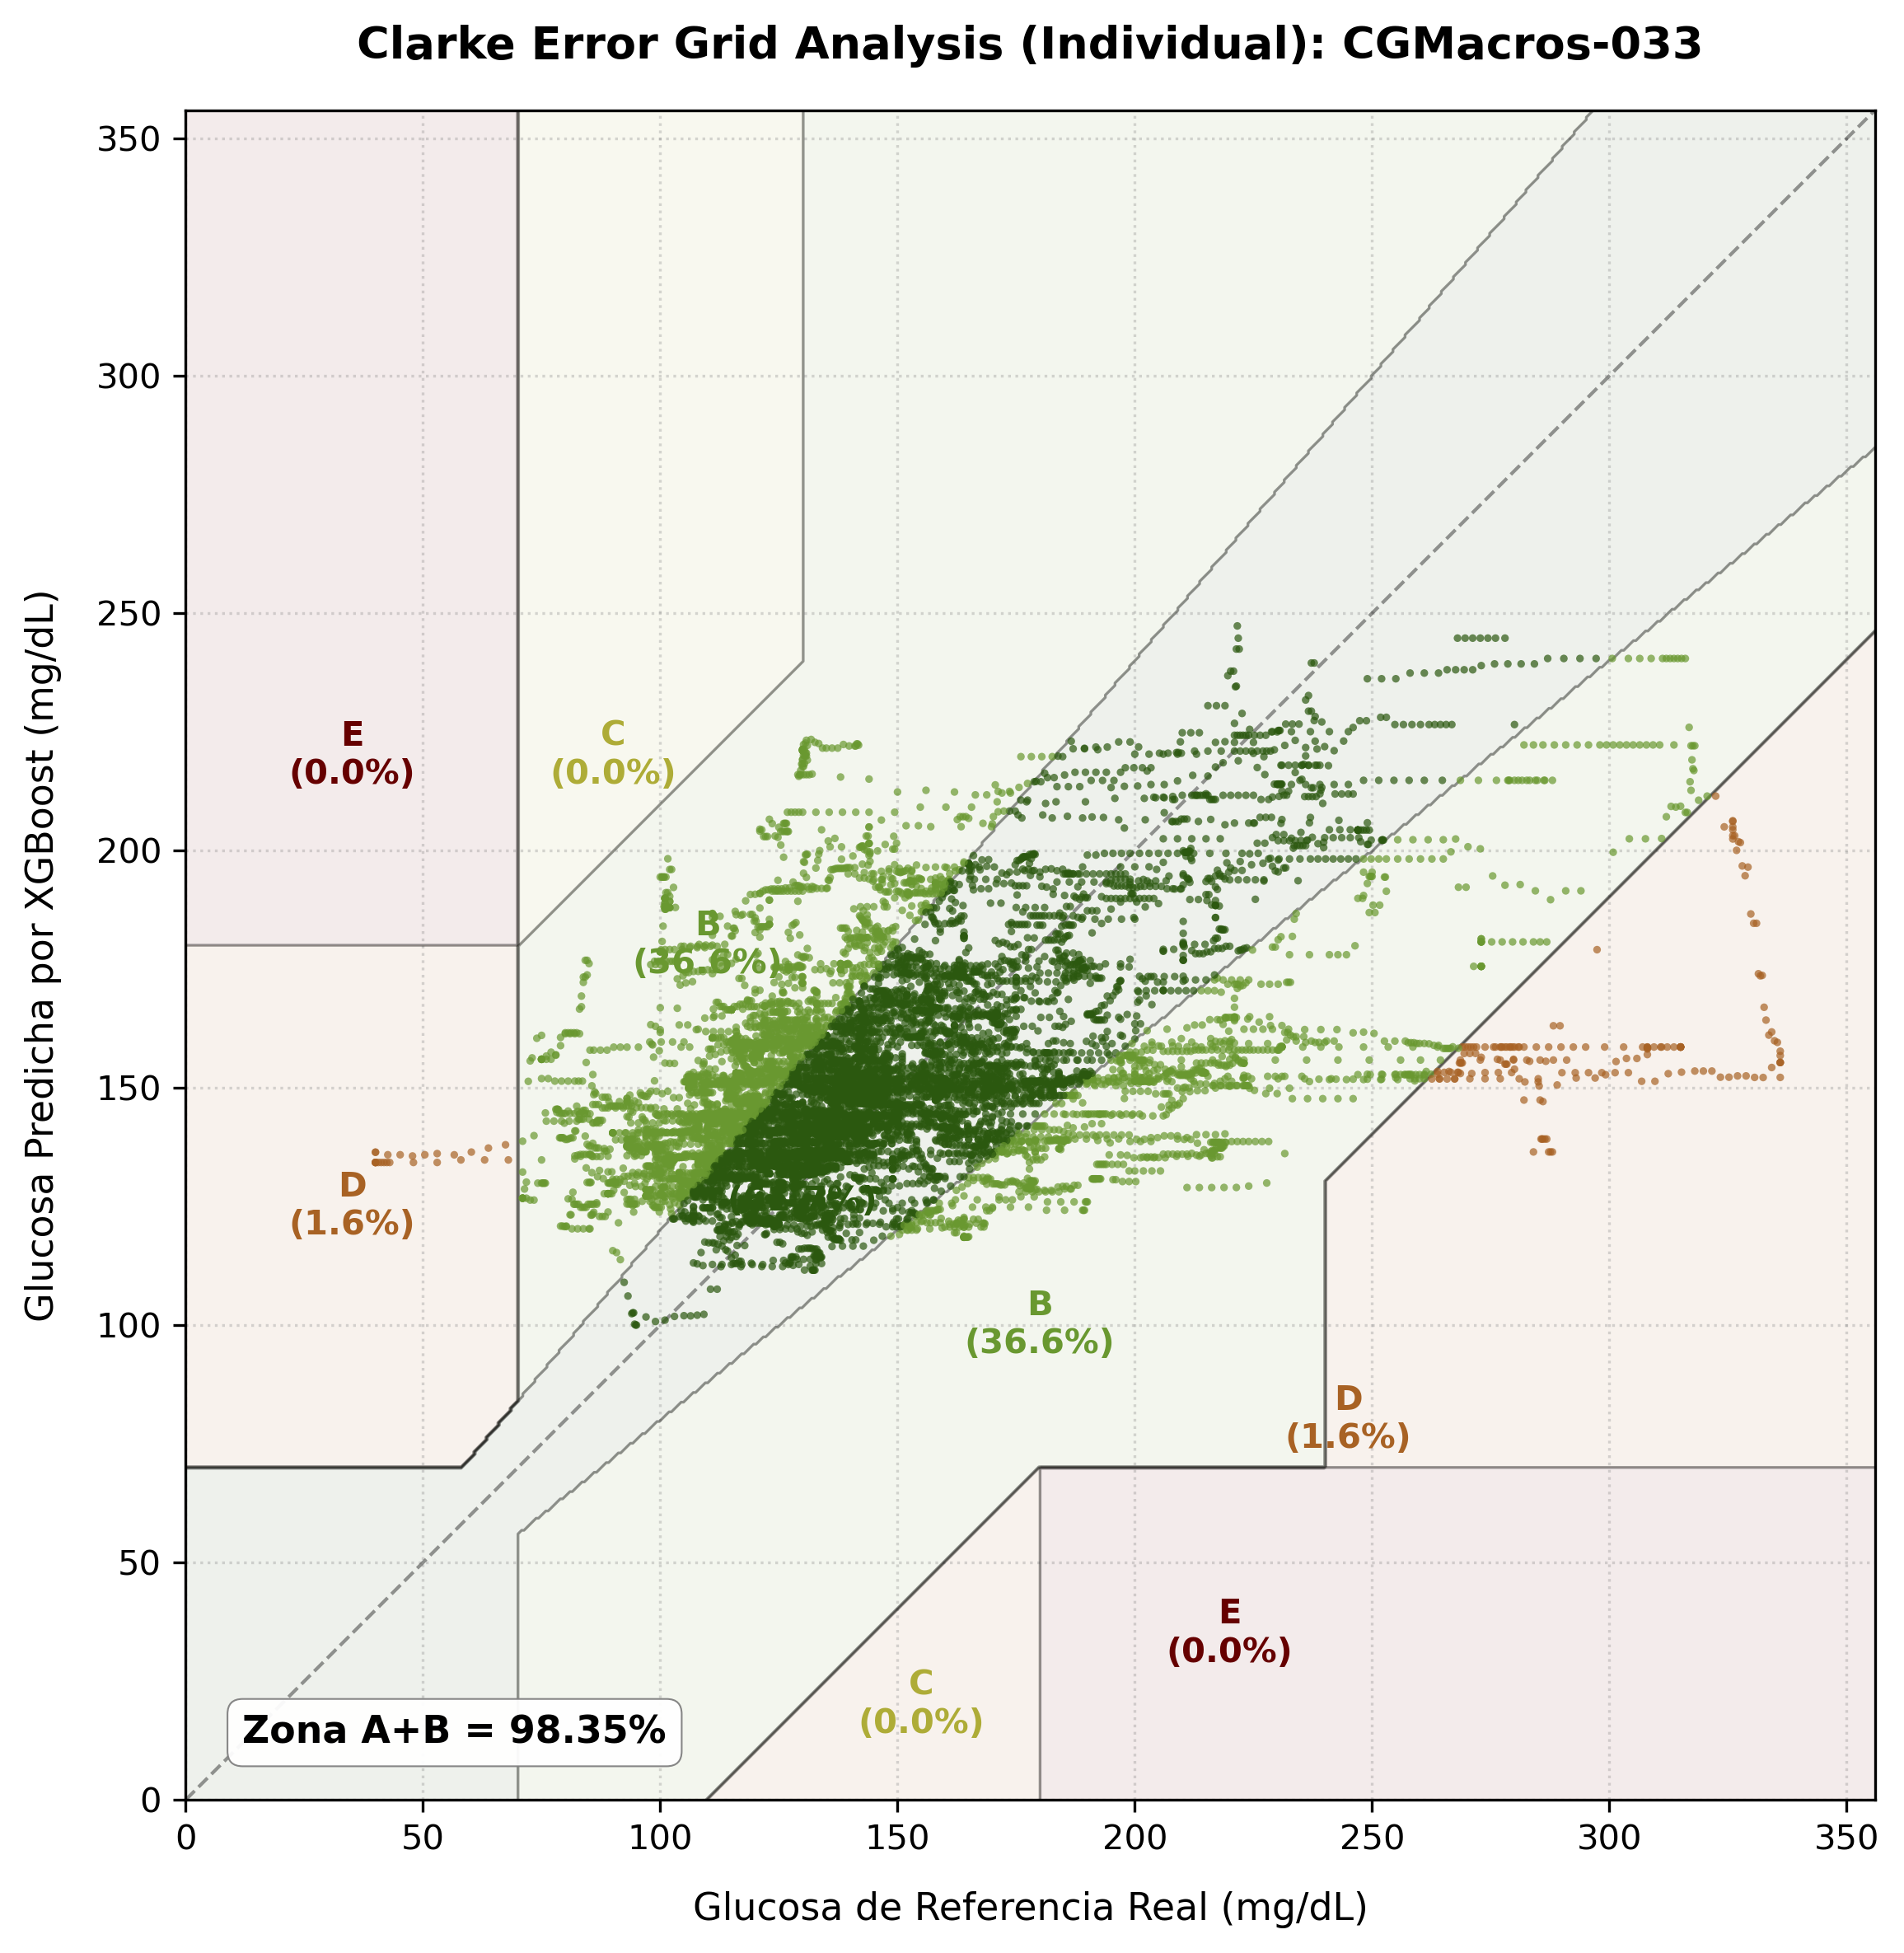 Clarke Error Grid Analysis (Individual): CGMacros-033
Glucosa Predicha por XGBoost (mg/dL)
350
300
250
200
150
100
50
0
E
(0.0%)
C
(0.0%)
B
(36.6%)
D
(1.6%)
B
(36.6%)
D
(1.6%)
E
(0.0%)
C
(0.0%)
Zona A+B = 98.35%
0
50
100
150
200
250
300
350
Glucosa de Referencia Real (mg/dL)